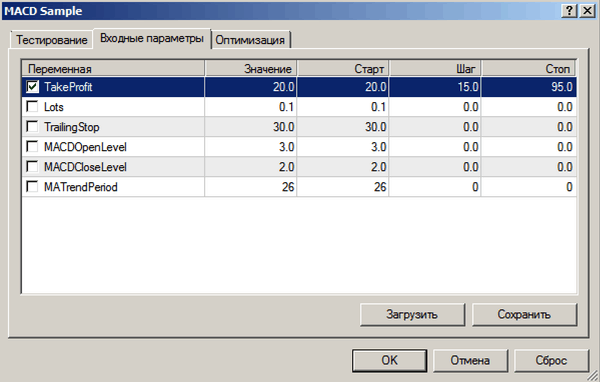 MACD Sample
Тестирование Входные параметры Оптимизация
Переменная Значение Старт Шаг Стоп
TakeProfit 20.0 20.0 15.0 95.0
Lots 0.1 0.1 0.0 0.0
TrailingStop 30.0 30.0 0.0 0.0
MACDOpenLevel 3.0 3.0 0.0 0.0
MACDCloseLevel 2.0 2.0 0.0 0.0
MATrendPeriod 26 26 0 0
Загрузить Сохранить
OK Отмена Сброс